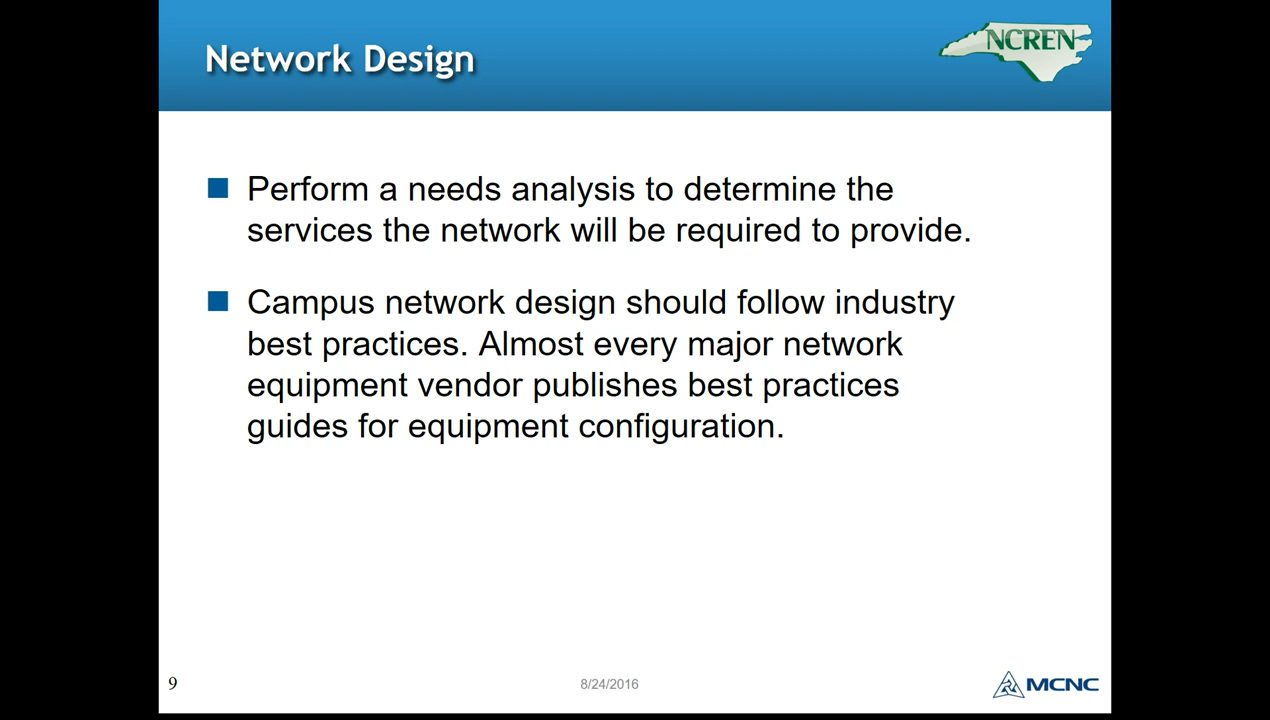 Network Design
NCREN
Perform a needs analysis to determine the
services the network will be required to provide.
Campus network design should follow industry
best practices. Almost every major network
equipment vendor publishes best practices
guides for equipment configuration.
9
8/24/2016
MCNC